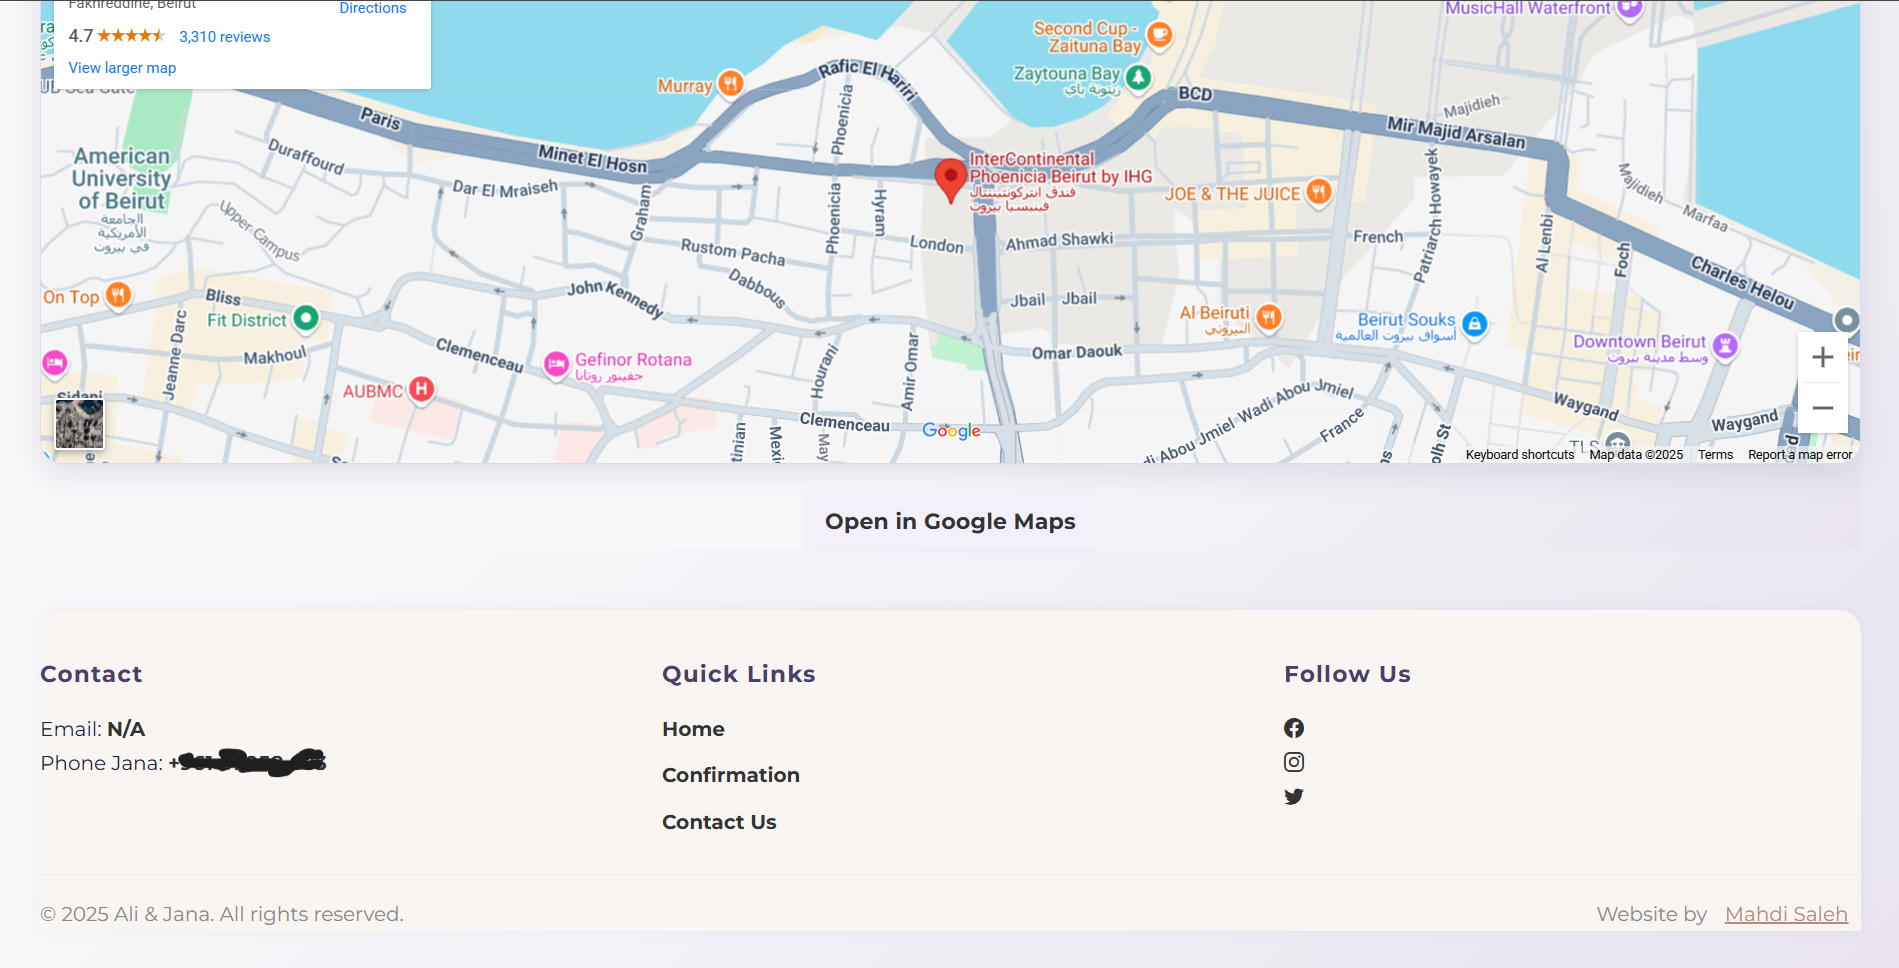 Fakhreddine, Beirut
Directions
4.7
3,310 reviews
View larger map
MusicHall Waterfront
Second Cup -
Zaituna Bay
Zaytouna Bay
زيتونة باي
Murray
Rafic El Hariri
BCD
Majidieh
Paris
Phoenicia
Mir Majid Arsalan
American
University
of Beirut
الجامعة
الأمريكية
في بيروت
Duraffourd
Minet El Hosn
InterContinental
Phoenicia Beirut by IHG
فندق انتركونتيننتال
فينيسيا بيروت
Dar El Mraiseh
JOE & THE JUICE
Patriarch Howayek
Majidieh
Marfaa
Upper Campus
Graham
Phoenicia
Hyram
London
Ahmad Shawki
French
Al Lenbi
Foch
Rustom Pacha
Dabbous
Charles Helou
On Top
Bliss
Fit District
John Kennedy
Jbail
Jbail
Al Beiruti
البيروتي
Beirut Souks
أسواق بيروت العالمية
Jeanne Darc
Makhoul
Clemenceau
Gefinor Rotana
جفينور روتانا
Hourani
Amir Omar
Omar Daouk
Downtown Beirut
وسط مدينة بيروت
AUBMC
Sidani
Wadi Abou Jmiel
Abou Jmiel
France
Waygand
Waygand
Clemenceau
Google
May
TLS
Keyboard shortcuts
Map data ©2025
Terms
Report a map error
Open in Google Maps
Contact
Email: N/A
Phone Jana: +
Quick Links
Home
Confirmation
Contact Us
Follow Us
© 2025 Ali & Jana. All rights reserved.
Website by Mahdi Saleh